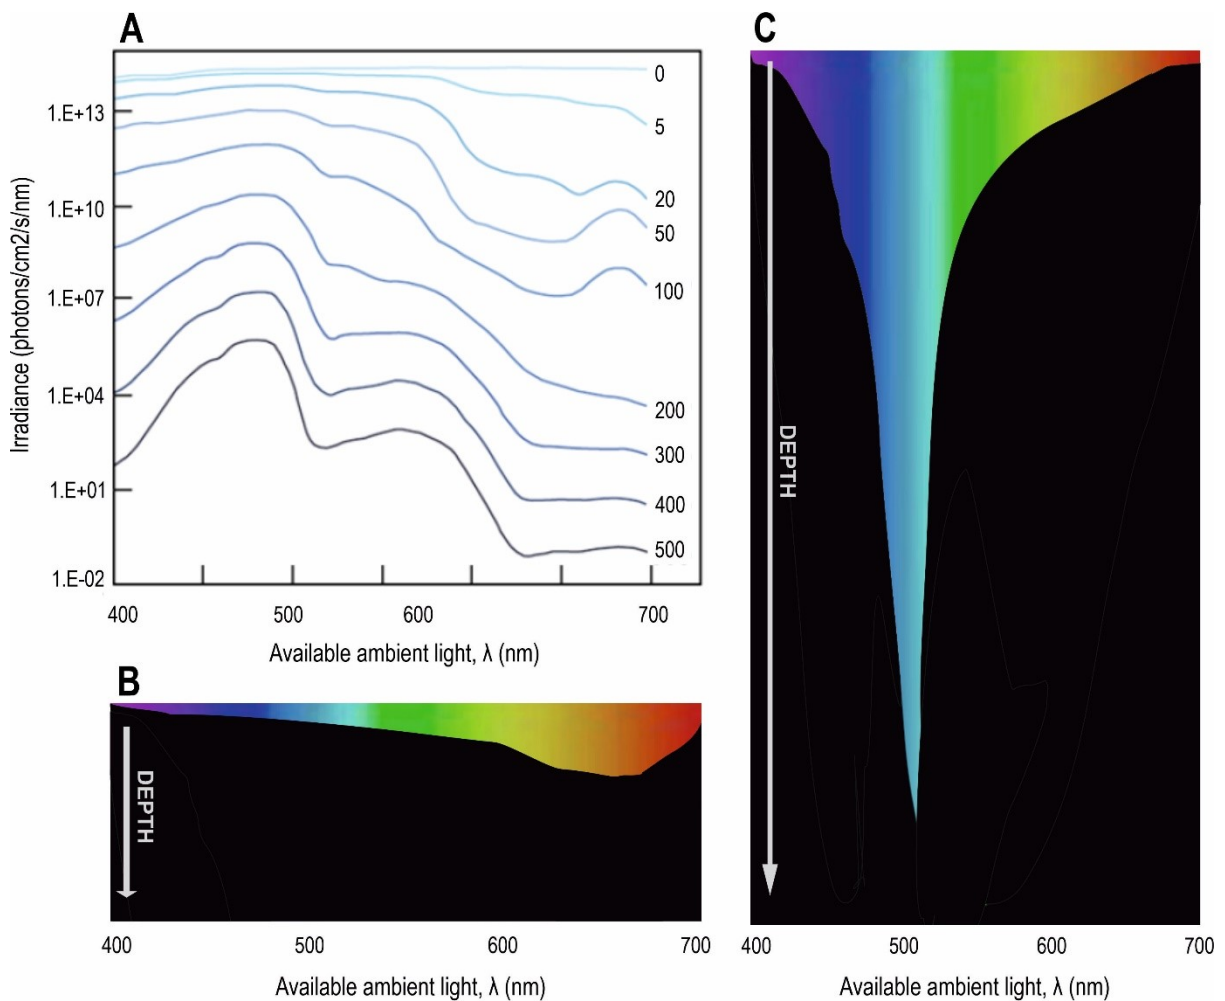 A
Irradiance (photons/cm2/s/nm)
1.E+13
1.E+10
1.E+07
1.E+04
1.E+01
1.E-02
0
5
20
50
100
200
300
400
500
400 500 600 700
Available ambient light, λ (nm)
B
DEPTH
400 500 600 700
Available ambient light, λ (nm)
C
DEPTH
400 500 600 700
Available ambient light, λ (nm)